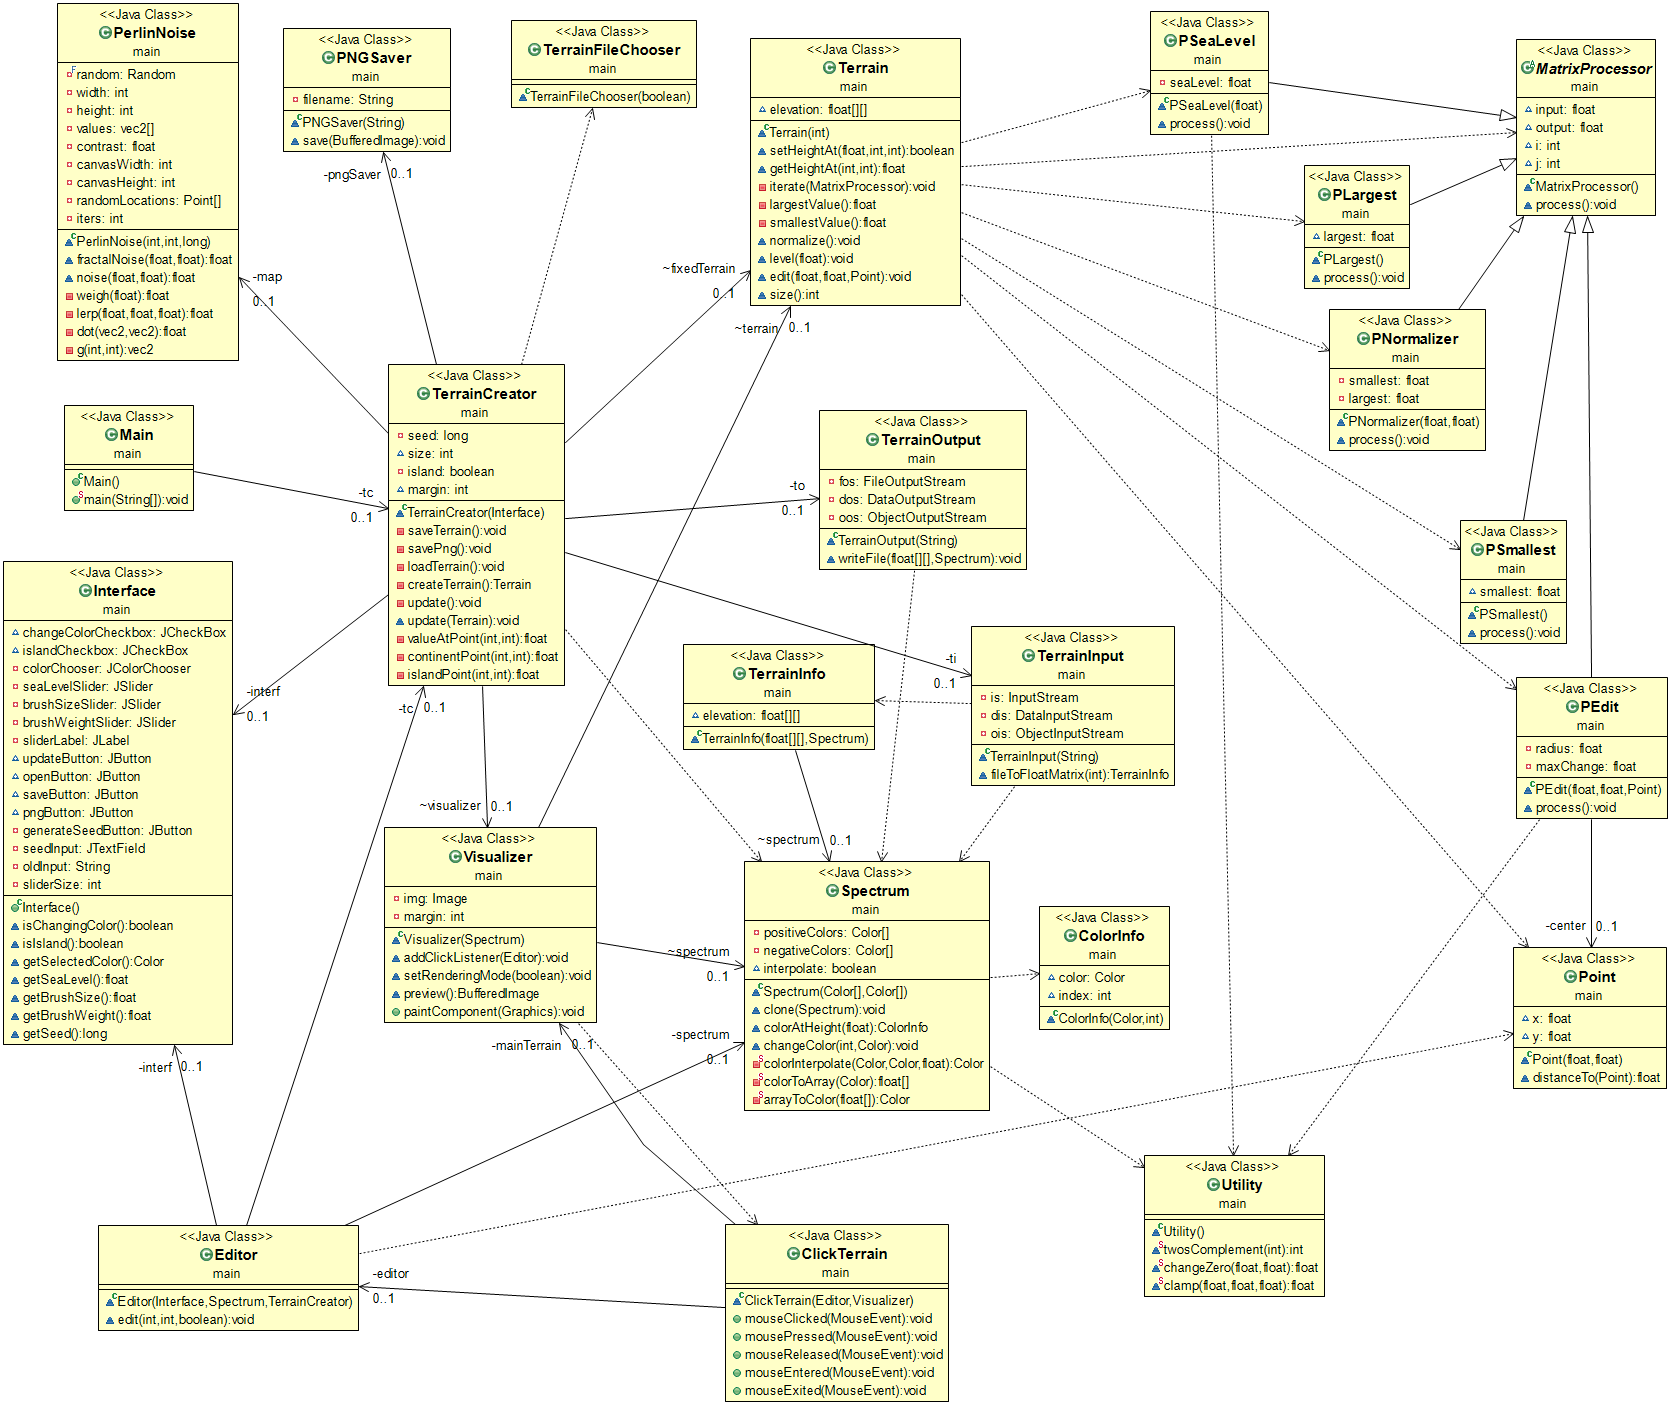 <<Java Class>>
PerlinNoise
main
random: Random
width: int
height: int
values: vec2[]
contrast: float
canvasWidth: int
canvasHeight: int
randomLocations: Point[]
iters: int
PerlinNoise(int,int,long)
fractalNoise(float,float):float
noise(float,float):float
weigh(float):float
lerp(float,float,float):float
dot(vec2,vec2):float
g(int,int):vec2
<<Java Class>>
PNGSaver
main
filename: String
PNGSaver(String)
save(BufferedImage):void
-pngSaver
0..1
<<Java Class>>
TerrainFileChooser
main
TerrainFileChooser(boolean)
<<Java Class>>
Terrain
main
elevation: float[][]
Terrain(int)
setHeightAt(float,int,int):boolean
getHeightAt(int,int):float
iterate(MatrixProcessor):void
largestValue():float
smallestValue():float
normalize():void
level(float):void
edit(float,float,Point):void
size():int
<<Java Class>>
PSeaLevel
main
seaLevel: float
PSeaLevel(float)
process():void
<<Java Class>>
MatrixProcessor
main
input: float
output: float
i: int
j: int
MatrixProcessor()
process():void
<<Java Class>>
PLargest
main
largest: float
PLargest()
process():void
<<Java Class>>
PNormalizer
main
smallest: float
largest: float
PNormalizer(float,float)
process():void
-map
0..1
~fixedTerrain
0..1
~terrain
0..1
<<Java Class>>
TerrainCreator
main
seed: long
size: int
island: boolean
margin: int
TerrainCreator(Interface)
saveTerrain():void
savePng():void
loadTerrain():void
createTerrain():Terrain
update():void
update(Terrain):void
valueAtPoint(int,int):float
continentPoint(int,int):float
islandPoint(int,int):float
<<Java Class>>
Main
main
Main()
main(String[]):void
-tc
0..1
<<Java Class>>
TerrainOutput
main
fos: FileOutputStream
dos: DataOutputStream
oos: ObjectOutputStream
TerrainOutput(String)
writeFile(float[][],Spectrum):void
-to
0..1
<<Java Class>>
PSmallest
main
smallest: float
PSmallest()
process():void
<<Java Class>>
Interface
main
changeColorCheckbox: JCheckBox
islandCheckbox: JCheckBox
colorChooser: JColorChooser
seaLevelSlider: JSlider
brushSizeSlider: JSlider
brushWeightSlider: JSlider
sliderLabel: JLabel
updateButton: JButton
openButton: JButton
saveButton: JButton
pngButton: JButton
generateSeedButton: JButton
seedInput: JTextField
oldInput: String
sliderSize: int
Interface()
isChangingColor():boolean
isIsland():boolean
getSelectedColor():Color
getSeaLevel():float
getBrushSize():float
getBrushWeight():float
getSeed():long
-interf
0..1
-tc
0..1
<<Java Class>>
TerrainInfo
main
elevation: float[][]
TerrainInfo(float[][],Spectrum)
-ti
0..1
<<Java Class>>
TerrainInput
main
is: InputStream
dis: DataInputStream
ois: ObjectInputStream
TerrainInput(String)
fileToFloatMatrix(int):TerrainInfo
<<Java Class>>
PEdit
main
radius: float
maxChange: float
PEdit(float,float,Point)
process():void
~visualizer
0..1
~spectrum
0..1
<<Java Class>>
Visualizer
main
img: Image
margin: int
Visualizer(Spectrum)
addClickListener(Editor):void
setRenderingMode(boolean):void
preview():BufferedImage
paintComponent(Graphics):void
~spectrum
0..1
<<Java Class>>
Spectrum
main
positiveColors: Color[]
negativeColors: Color[]
interpolate: boolean
Spectrum(Color[],Color[])
clone(Spectrum):void
colorAtHeight(float):ColorInfo
changeColor(int,Color):void
colorInterpolate(Color,Color,float):Color
colorToArray(Color):float[]
arrayToColor(float[]):Color
<<Java Class>>
ColorInfo
main
color: Color
index: int
ColorInfo(Color,int)
-center
0..1
<<Java Class>>
Point
main
x: float
y: float
Point(float,float)
distanceTo(Point):float
-interf
0..1
-mainTerrain
0..1
-spectrum
0..1
<<Java Class>>
Utility
main
Utility()
twosComplement(int):int
changeZero(float,float):float
clamp(float,float,float):float
<<Java Class>>
Editor
main
Editor(Interface,Spectrum,TerrainCreator)
edit(int,int,boolean):void
-editor
0..1
<<Java Class>>
ClickTerrain
main
ClickTerrain(Editor,Visualizer)
mouseClicked(MouseEvent):void
mousePressed(MouseEvent):void
mouseReleased(MouseEvent):void
mouseEntered(MouseEvent):void
mouseExited(MouseEvent):void